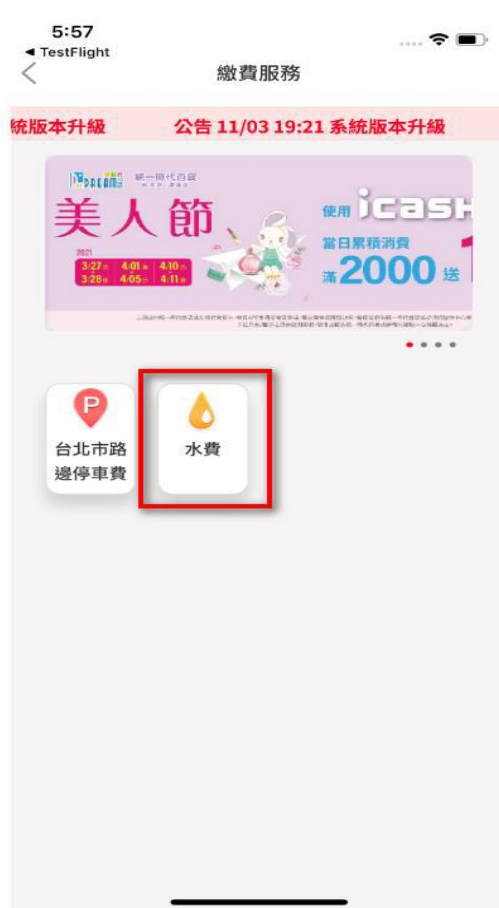 5:57
TestFlight
繳費服務
統版本升級 公告 11/03 19:21 系統版本升級
DREAM 統一時代百貨
美人節
2021
3.27 4.01 4.10
3.28 4.05 4.11
使用 icash
當日累積消費
滿2000送1
P
台北市路
邊停車費
水費